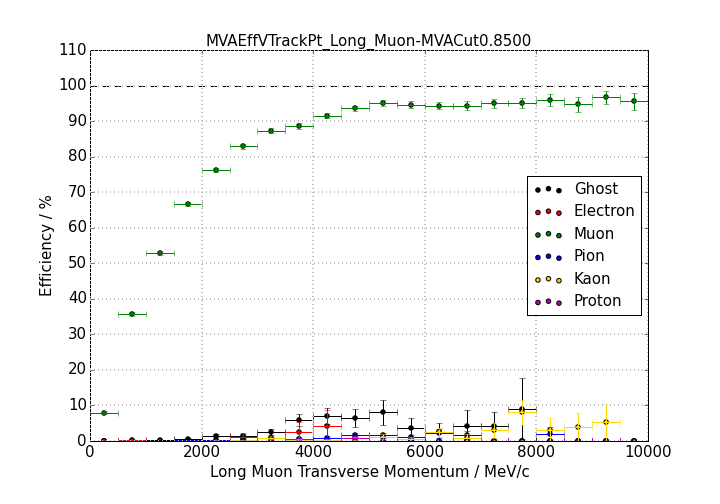 MVAEffVTrackPt_Long_Muon-MVACut0.8500
110
100
90
80
70
60
50
40
30
20
10
0
Efficiency / %
Ghost
Electron
Muon
Pion
Kaon
Proton
0 2000 4000 6000 8000 10000
Long Muon Transverse Momentum / MeV/c